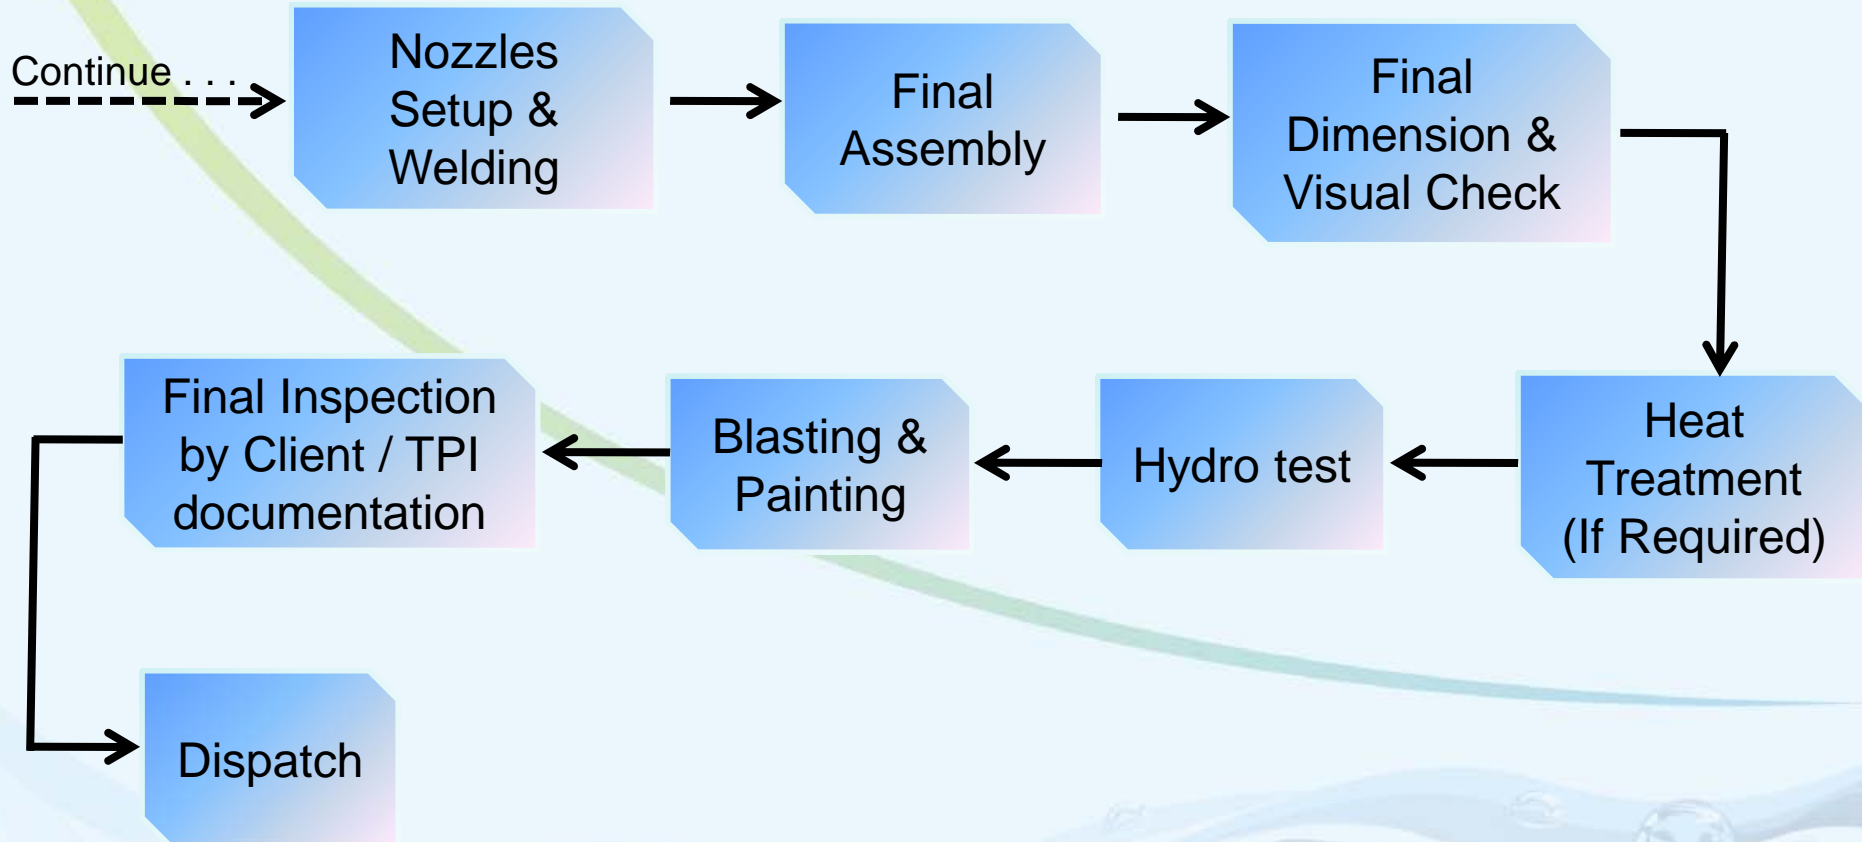 Continue . . .
Nozzles
Setup &
Welding
Final
Assembly
Final
Dimension &
Visual Check
Heat
Treatment
(If Required)
Hydro test
Blasting &
Painting
Final Inspection
by Client / TPI
documentation
Dispatch